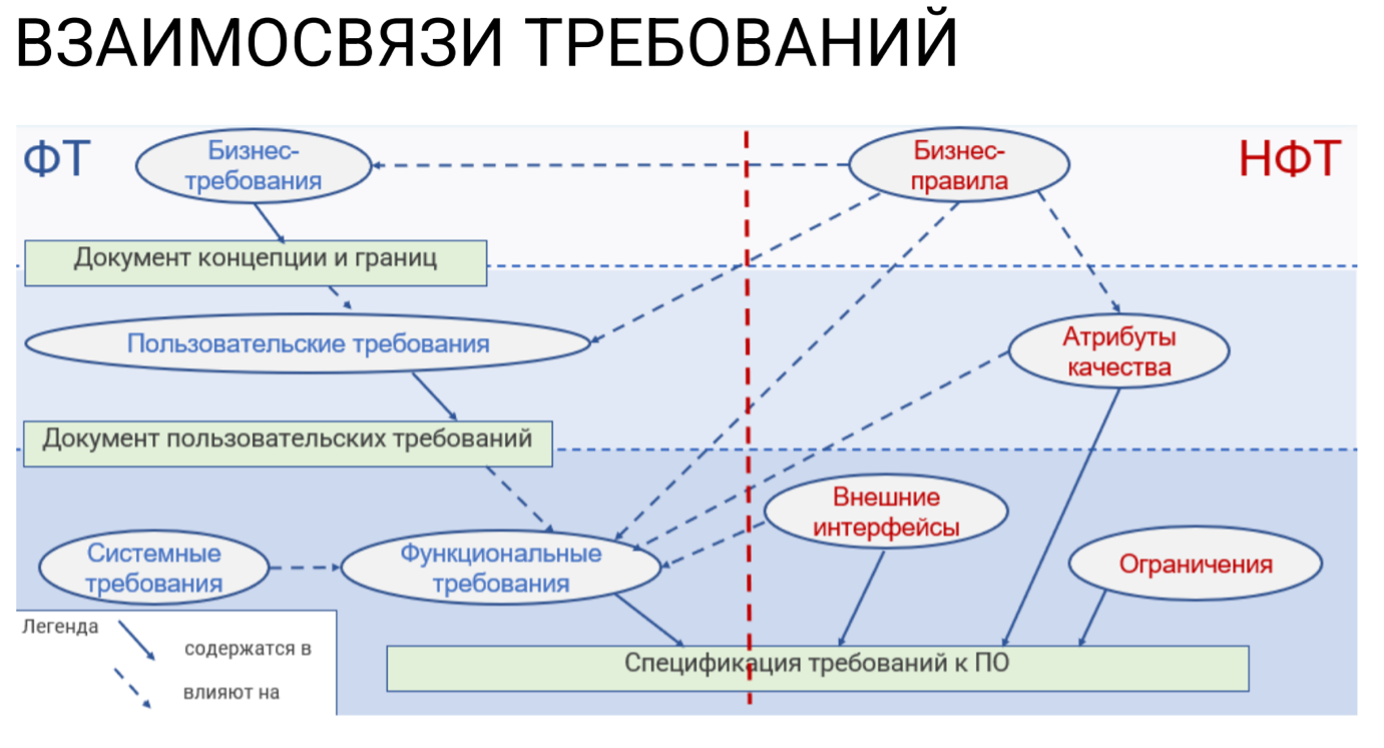 ВЗАИМОСВЯЗИ ТРЕБОВАНИЙ
ФТ
Бизнес-
требования
Бизнес-
правила
НФТ
Документ концепции и границ
Пользовательские требования
Атрибуты
качества
Документ пользовательских требований
Внешние
интерфейсы
Системные
требования
Функциональные
требования
Ограничения
Легенда
содержатся в
влияют на
Спецификация требований к ПО